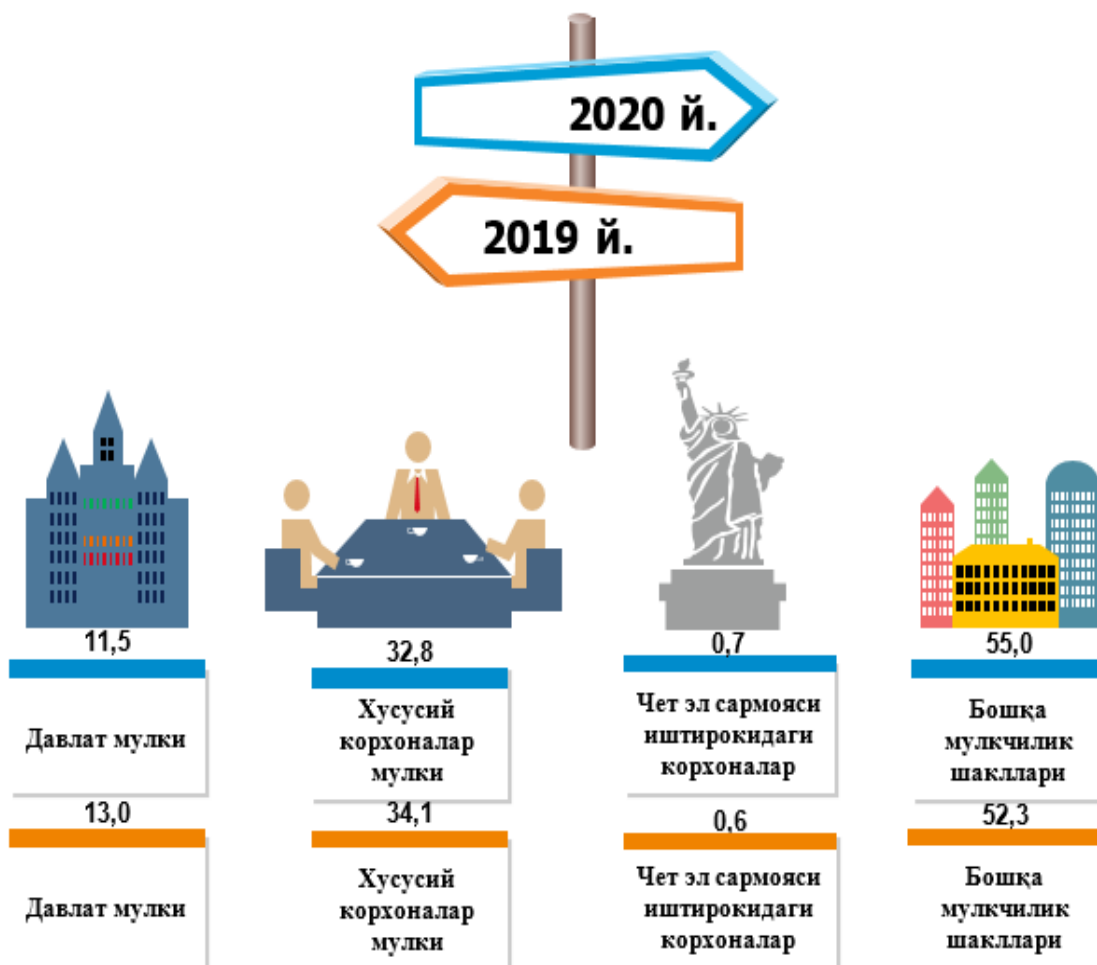 2020 й.
2019 й.
11,5
32,8
0,7
55,0
Давлат мулки
Хусусий
корхоналар
мулки
Чет эл сармояси
иштирокидаги
корхоналар
Бошқа
мулкчилик
шакллари
13,0
34,1
0,6
52,3
Давлат мулки
Хусусий
корхоналар
мулки
Чет эл сармояси
иштирокидаги
корхоналар
Бошқа
мулкчилик
шакллари